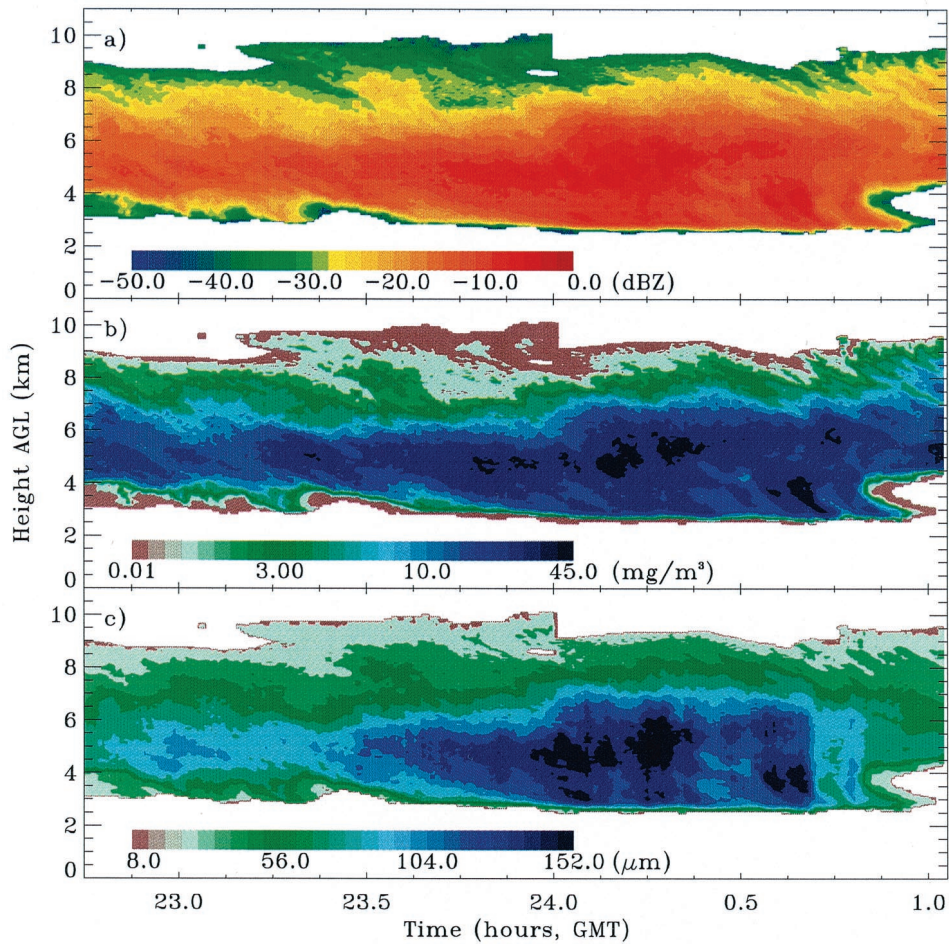 a)
10
8
6
4
2
0
−50.0 −40.0 −30.0 −20.0 −10.0 0.0 (dBZ)
b)
10
8
6
4
2
0
0.01 3.00 10.0 45.0 (mg/m³)
Height AGL (km)
c)
10
8
6
4
2
0
8.0 56.0 104.0 152.0 (μm)
23.0 23.5 24.0 0.5 1.0
Time (hours, GMT)